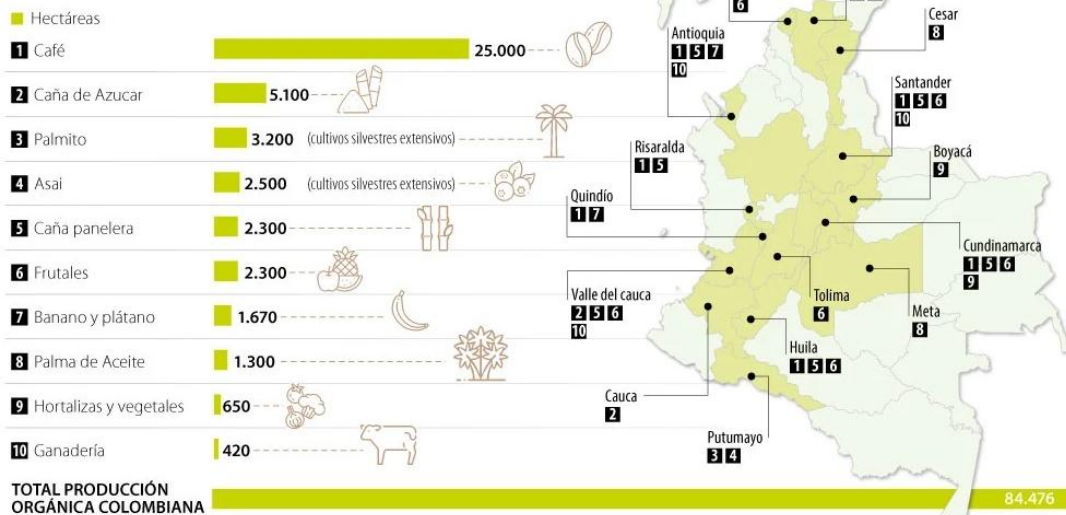 Hectáreas
1 Café 25.000
2 Caña de Azucar 5.100
3 Palmito 3.200 (cultivos silvestres extensivos)
4 Asai 2.500 (cultivos silvestres extensivos)
5 Caña panelera 2.300
6 Frutales 2.300
7 Banano y plátano 1.670
8 Palma de Aceite 1.300
9 Hortalizas y vegetales 650
10 Ganadería 420
TOTAL PRODUCCIÓN
ORGÁNICA COLOMBIANA
84.476
6
Cesar
8
Antioquia
1 5 7
10
Santander
1 5 6
10
Risaralda
1 5
Boyacá
9
Quindío
1 7
Cundinamarca
1 5 6
9
Valle del cauca
2 5 6
10
Tolima
6
Meta
8
Huila
1 5 6
Cauca
2
Putumayo
3 4